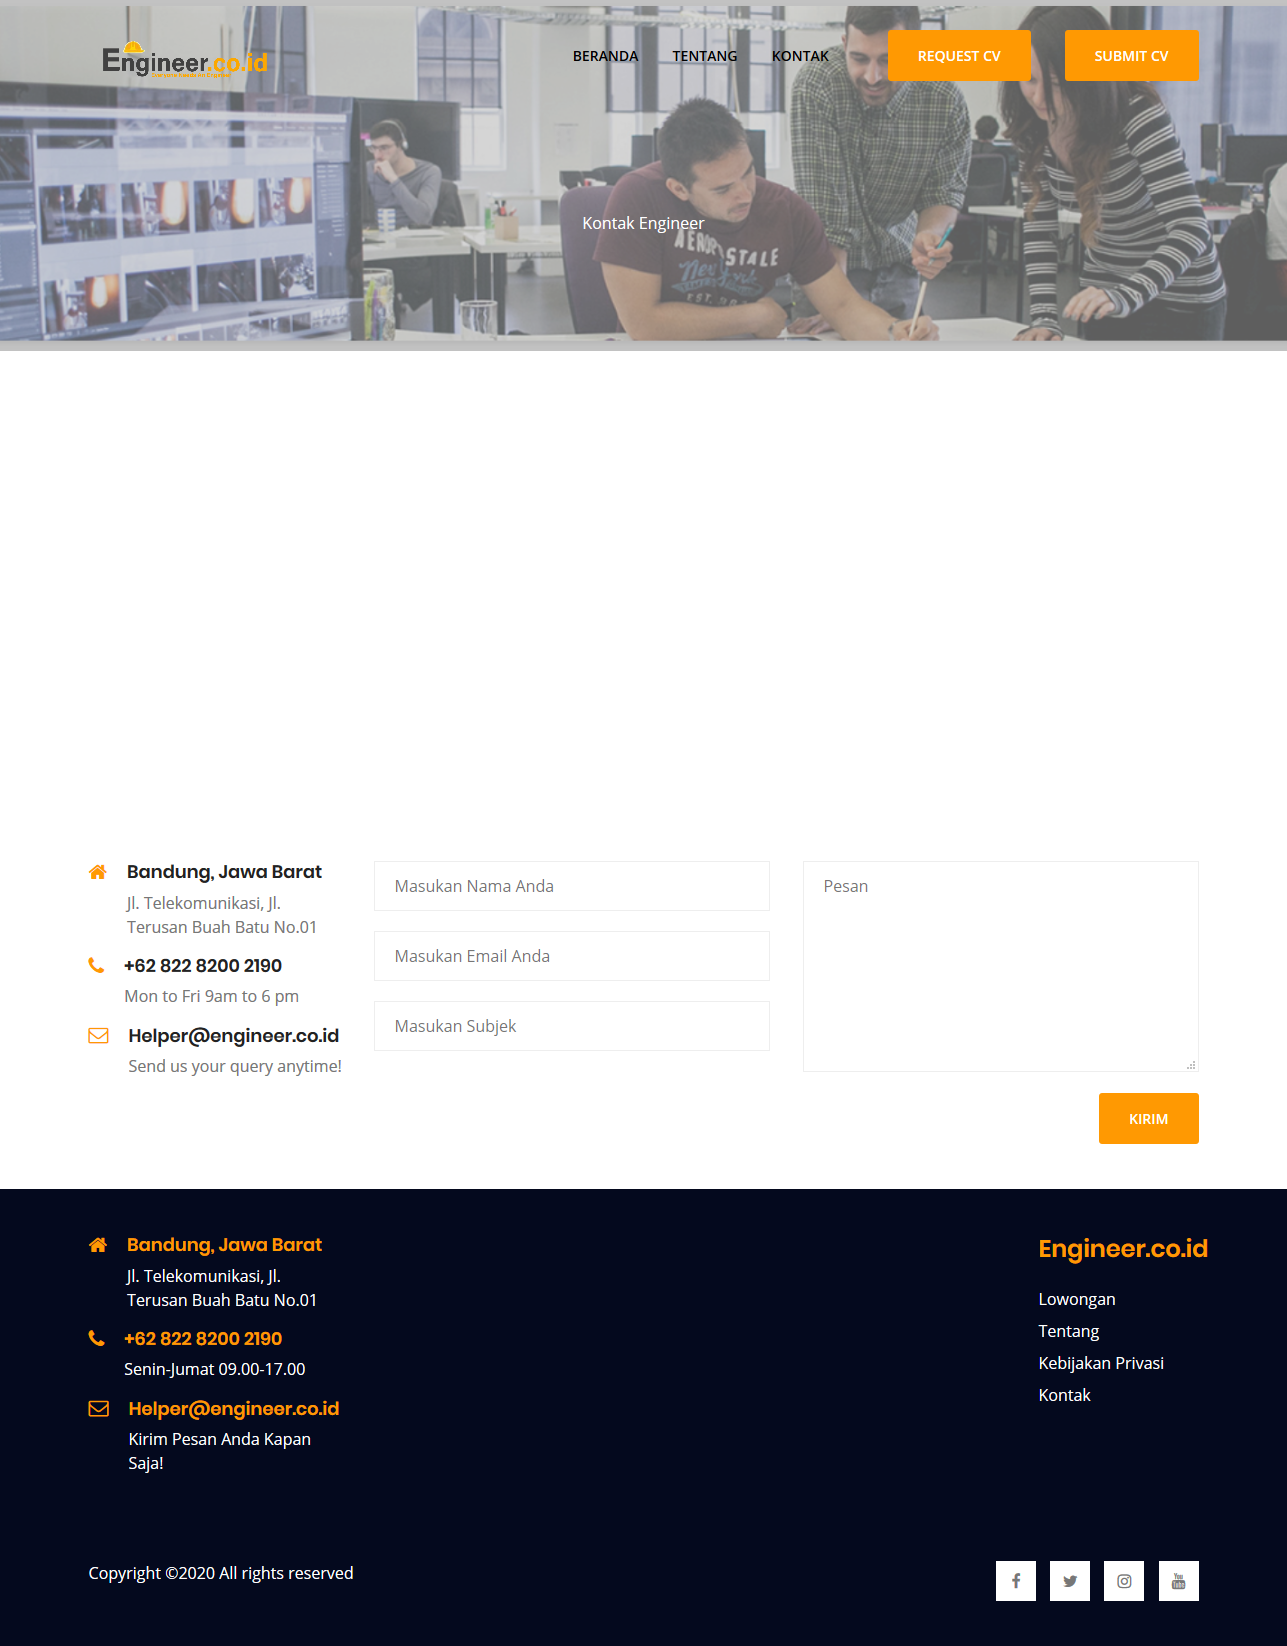 Engineer.co.id
BERANDA
TENTANG
KONTAK
REQUEST CV
SUBMIT CV
Kontak Engineer
AEROPOSTALE
New York
Bandung, Jawa Barat
Jl. Telekomunikasi, Jl.
Terusan Buah Batu No.01
+62 822 8200 2190
Mon to Fri 9am to 6 pm
Helper@engineer.co.id
Send us your query anytime!
Masukan Nama Anda
Masukan Email Anda
Masukan Subjek
Pesan
KIRIM
Bandung, Jawa Barat
Jl. Telekomunikasi, Jl.
Terusan Buah Batu No.01
+62 822 8200 2190
Senin-Jumat 09.00-17.00
Helper@engineer.co.id
Kirim Pesan Anda Kapan
Saja!
Engineer.co.id
Lowongan
Tentang
Kebijakan Privasi
Kontak
Copyright ©2020 All rights reserved
You
Tube